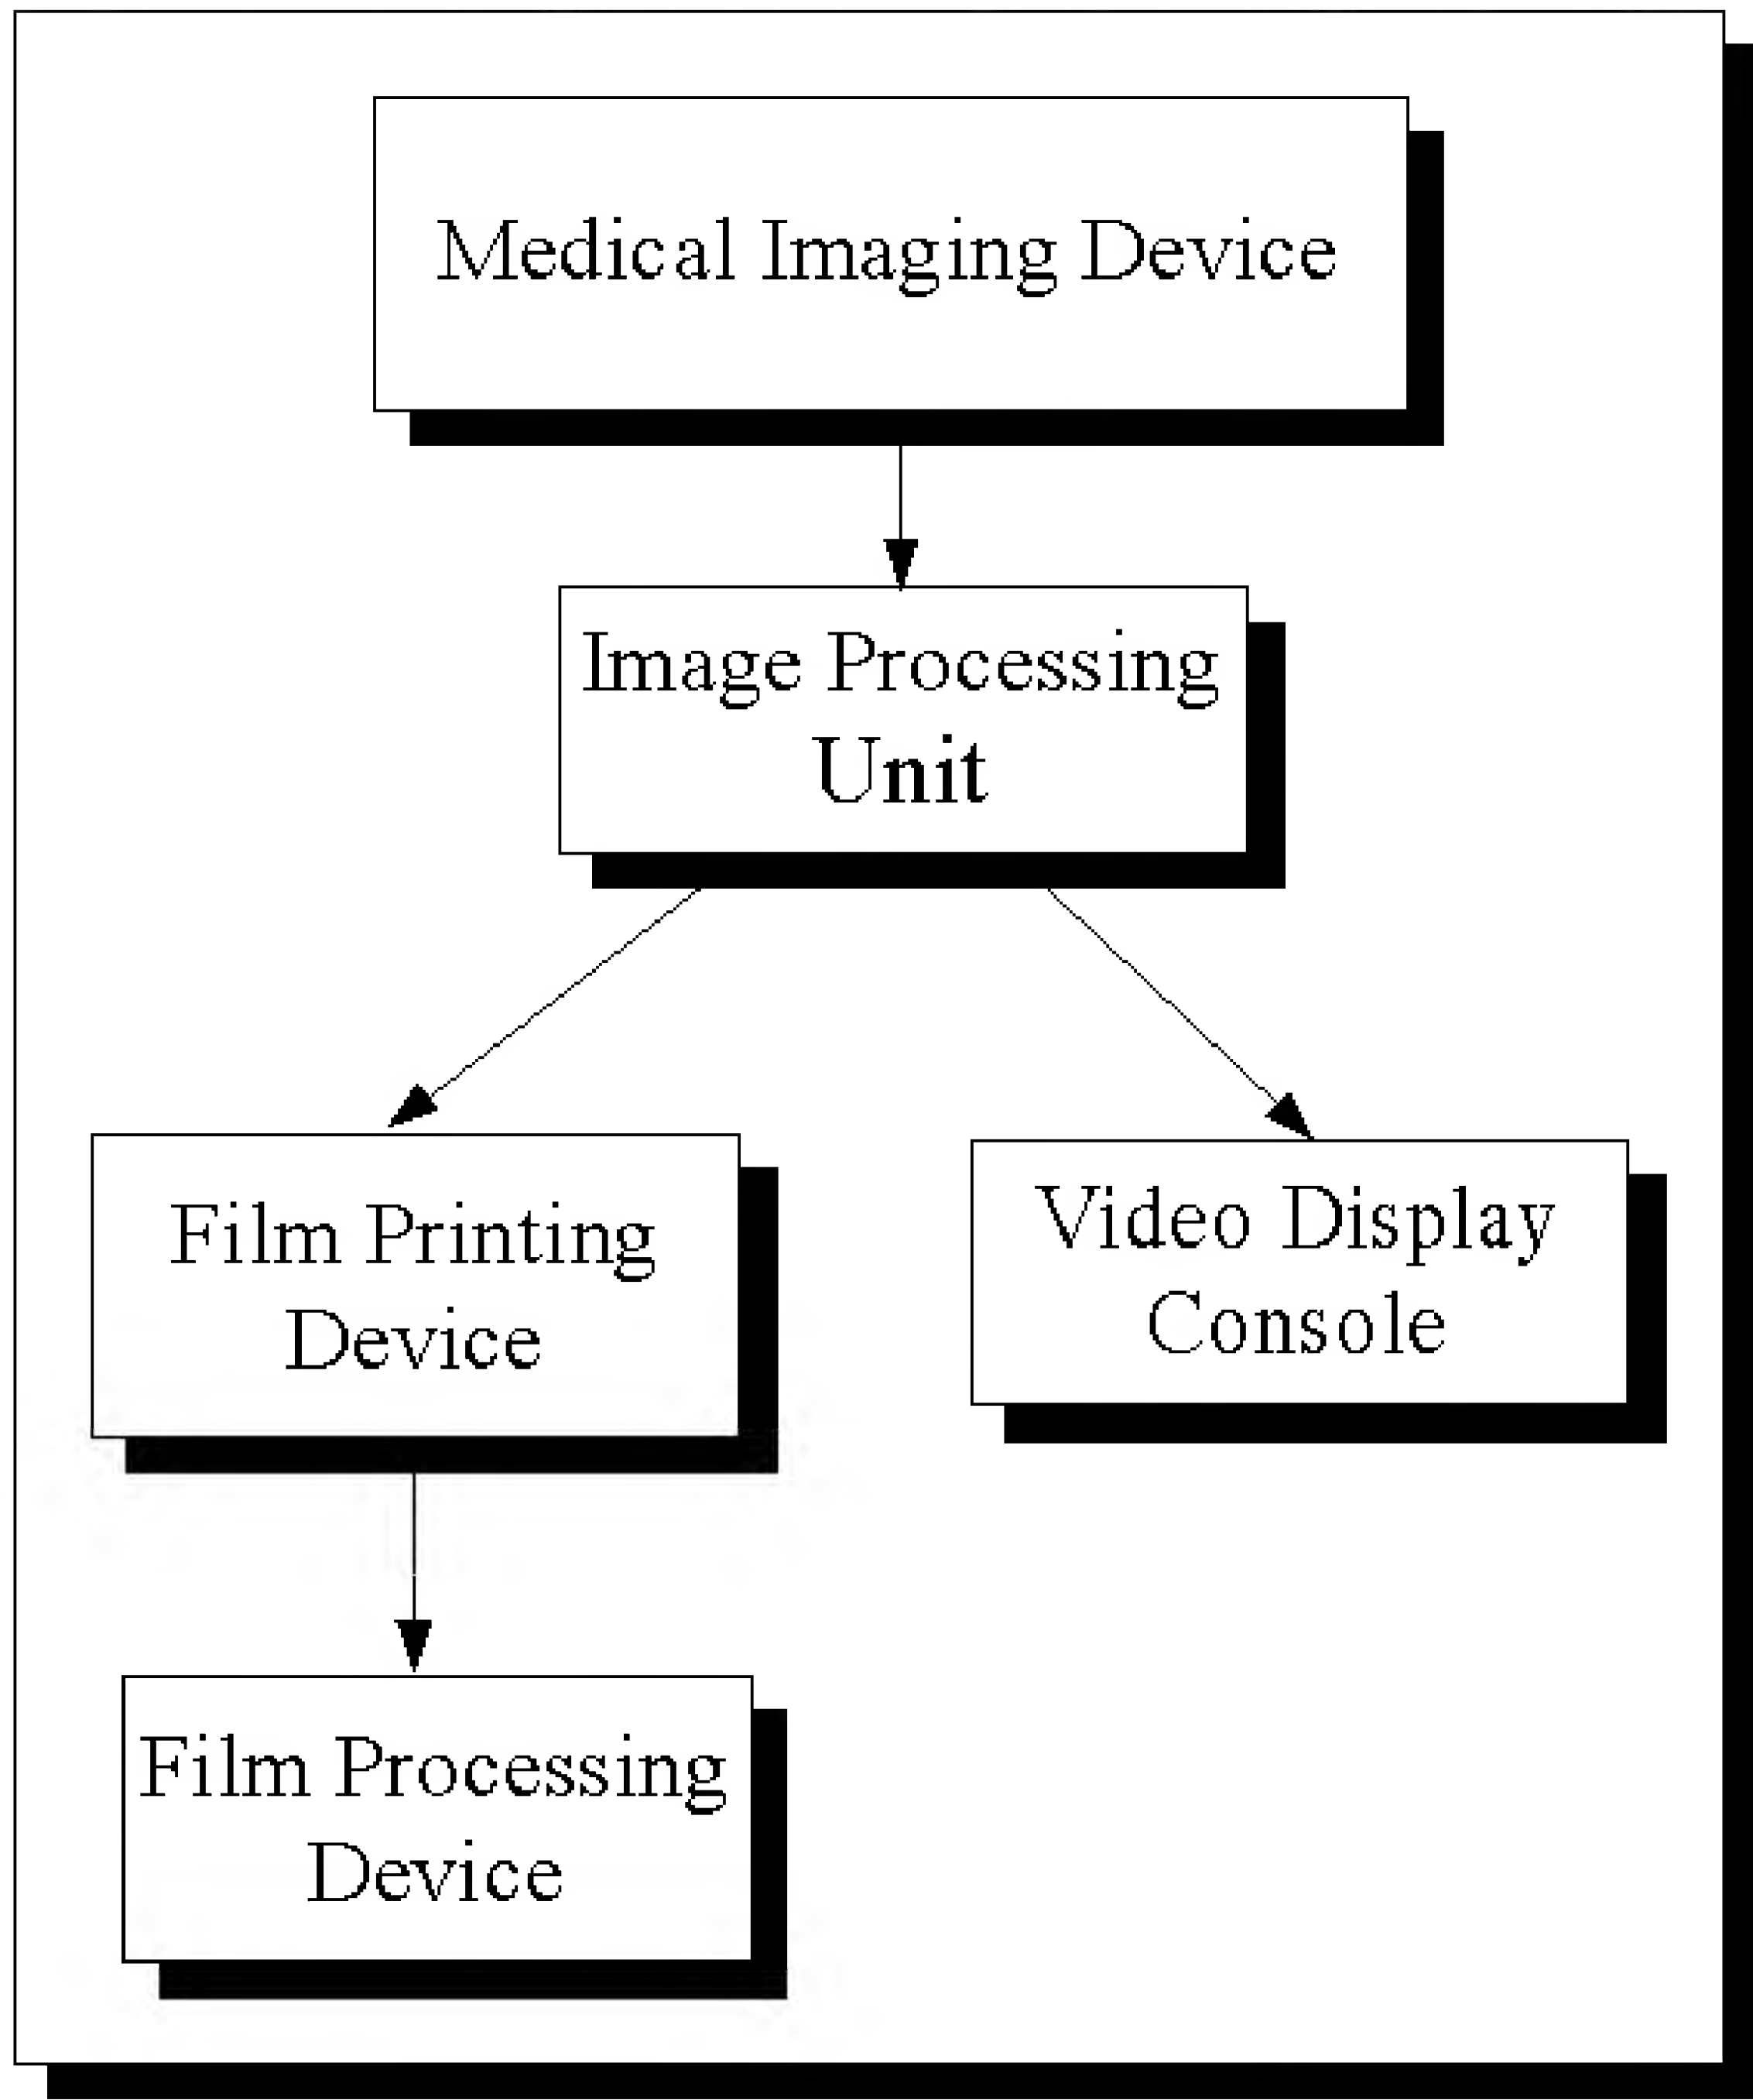 Medical Imaging Device
Image Processing
Unit
Film Printing
Device
Video Display
Console
Film Processing
Device